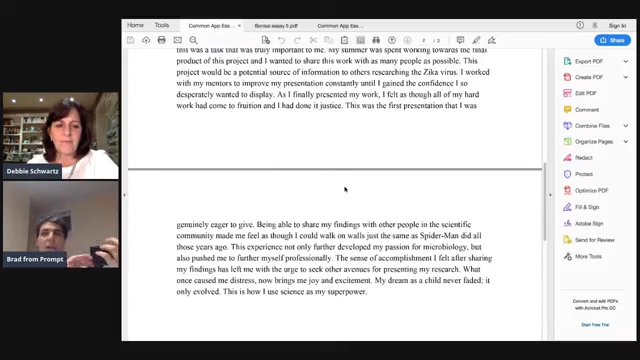 Home
Tools
Common App Ess...
Bonsai essay 5.pdf
Common App Ess...
Sign In
2 / 2
Share
this was a task that was truly important to me. My summer was spent working towards the final
product of this project and I wanted to share this work with as many people as possible. This
project would be a potential source of information to others researching the Zika virus. I worked
with my mentors to improve my presentation constantly until I gained the confidence I so
desperately wanted to display. As I finally presented my work, I felt as though all of my hard
work had come to fruition and I had done it justice. This was the first presentation that I was
genuinely eager to give. Being able to share my findings with other people in the scientific
community made me feel as though I could walk on walls just the same as Spider-Man did all
those years ago. This experience not only further developed my passion for microbiology, but
also pushed me to further myself professionally. The sense of accomplishment I felt after sharing
my findings has left me with the urge to seek other avenues for presenting my research. What
once caused me distress, now brings me joy and excitement. My dream as a child never faded; it
only evolved. This is how I use science as my superpower.
Export PDF
Create PDF
Edit PDF
Comment
Combine Files
Organize Pages
Redact
Protect
Optimize PDF
Fill & Sign
Adobe Sign
Send for Review
More Tools
Convert and edit PDFs
with Acrobat Pro DC
Start Free Trial
Debbie Schwartz
Brad from Prompt